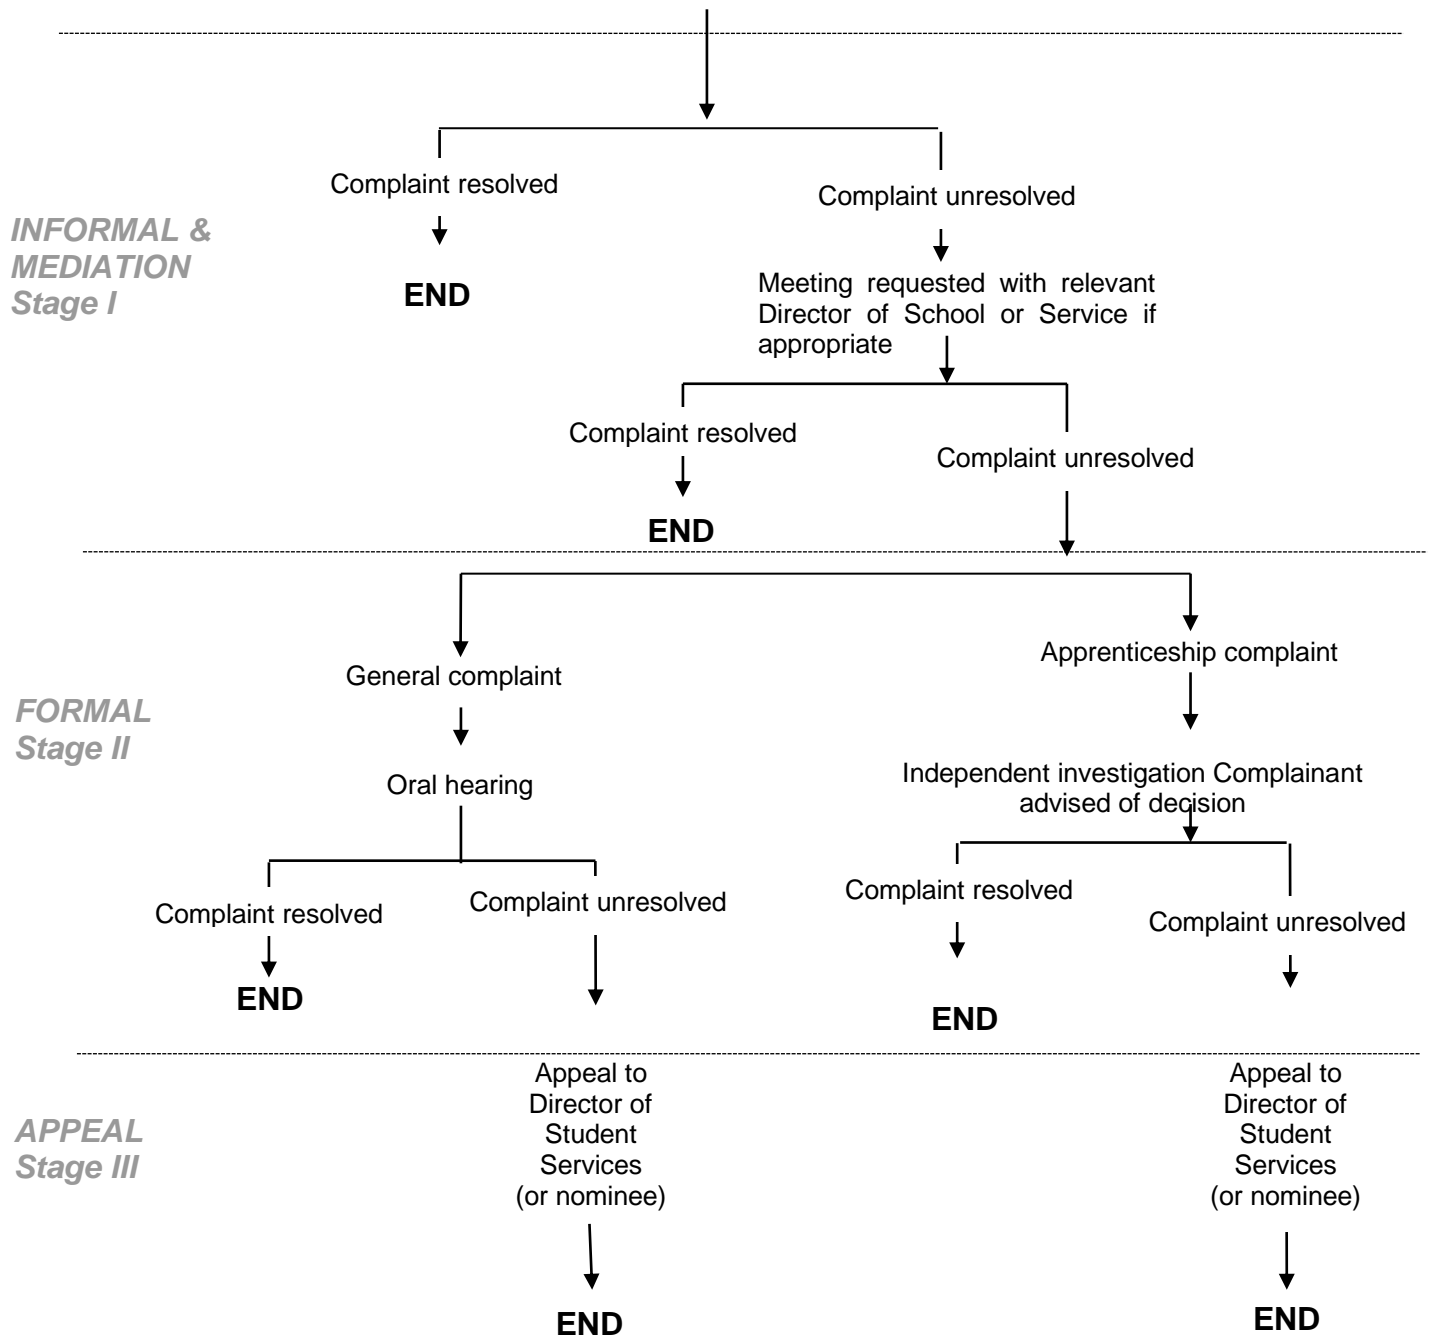 Complaint resolved
Complaint unresolved
INFORMAL &
MEDIATION
Stage I
END
Meeting requested with relevant
Director of School or Service if
appropriate
Complaint resolved
Complaint unresolved
END
Apprenticeship complaint
General complaint
FORMAL
Stage II
Oral hearing
Independent investigation Complainant
advised of decision
Complaint resolved
Complaint unresolved
Complaint resolved
Complaint unresolved
END
END
APPEAL
Stage III
Appeal to
Director of
Student
Services
(or nominee)
END
Appeal to
Director of
Student
Services
(or nominee)
END